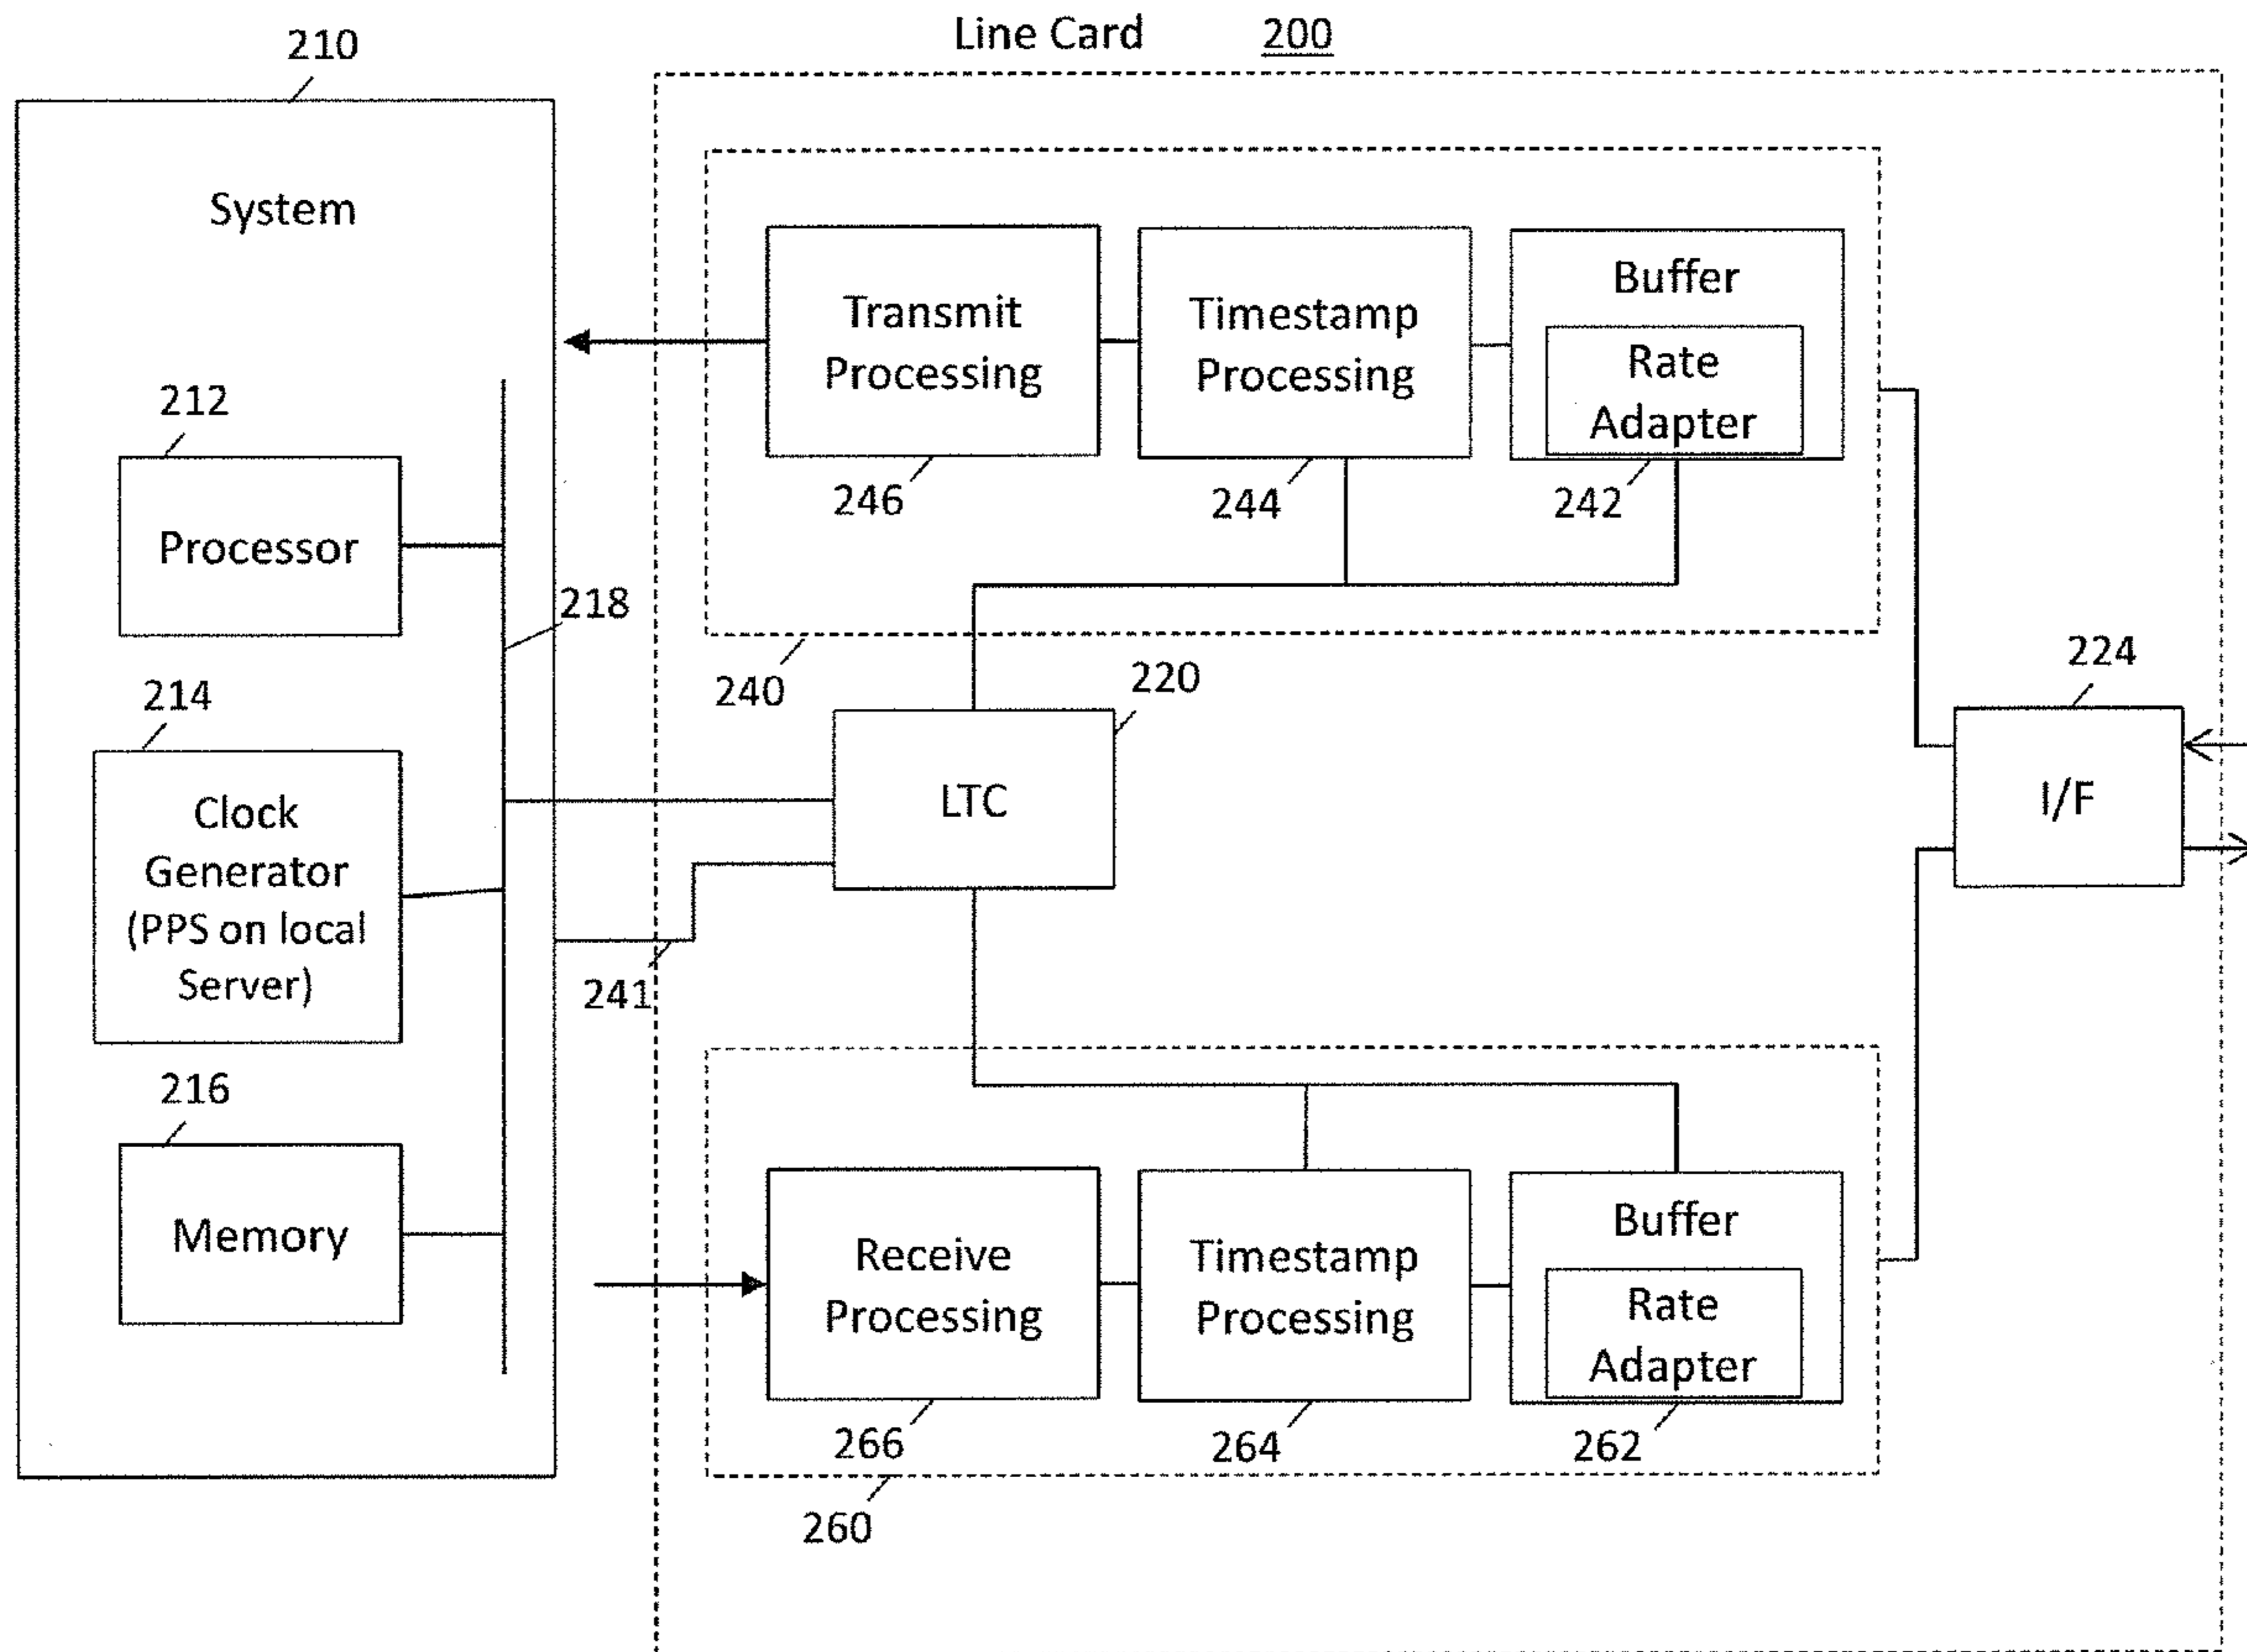 Line Card 200
210
System
Transmit
Processing
246
Timestamp
Processing
244
Buffer
Rate
Adapter
242
212
Processor
218
240
214
Clock
Generator
(PPS on local
Server)
220
LTC
224
I/F
241
216
Memory
Receive
Processing
266
Timestamp
Processing
264
Buffer
Rate
Adapter
262
260